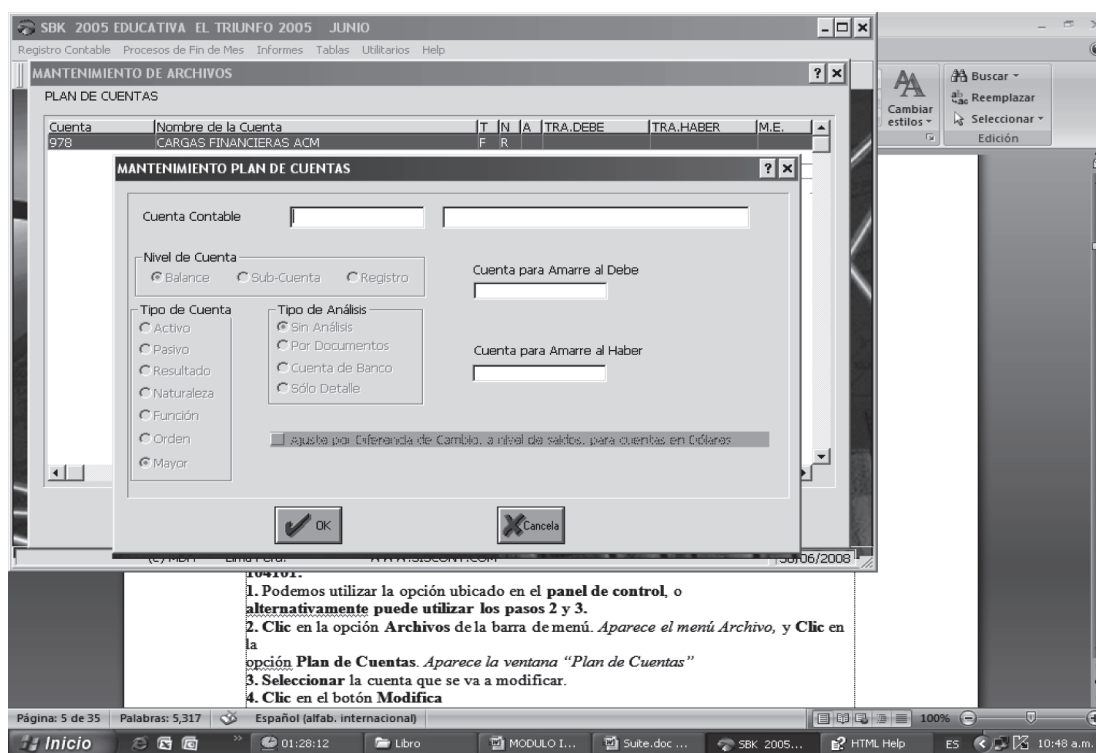 SBK 2005 EDUCATIVA EL TRIUNFO 2005 JUNIO
Registro Contable Procesos de Fin de Mes Informes Tablas Utilitarios Help
MANTENIMIENTO DE ARCHIVOS
PLAN DE CUENTAS
Cuenta Nombre de la Cuenta T N A TRA.DEBE TRA.HABER M.E.
978 CARGAS FINANCIERAS ACM F R
MANTENIMIENTO PLAN DE CUENTAS
Cuenta Contable
Nivel de Cuenta
Balance Sub-Cuenta Registro
Cuenta para Amarre al Debe
Tipo de Cuenta
Activo
Pasivo
Resultado
Naturaleza
Función
Orden
Mayor
Tipo de Análisis
Sin Análisis
Por Documentos
Cuenta de Banco
Sólo Detalle
Cuenta para Amarre al Haber
Ajuste por Diferencia de Cambio, a nivel de saldos, para cuentas en Dólares
OK
Cancela
30/06/2008
Cambiar
estilos
Buscar
Reemplazar
Seleccionar
Edición
104101.
1. Podemos utilizar la opción ubicado en el panel de control, o
alternativamente puede utilizar los pasos 2 y 3.
2. Clic en la opción Archivos de la barra de menú. Aparece el menú Archivo, y Clic en
la
opción Plan de Cuentas. Aparece la ventana “Plan de Cuentas”
3. Seleccionar la cuenta que se va a modificar.
4. Clic en el botón Modifica
Página: 5 de 35 Palabras: 5,317 Español (alfab. internacional) 100%
Inicio 01:28:12 Libro MODULO I... Suite.doc ... SBK 2005... HTML Help ES 10:48 a.m.